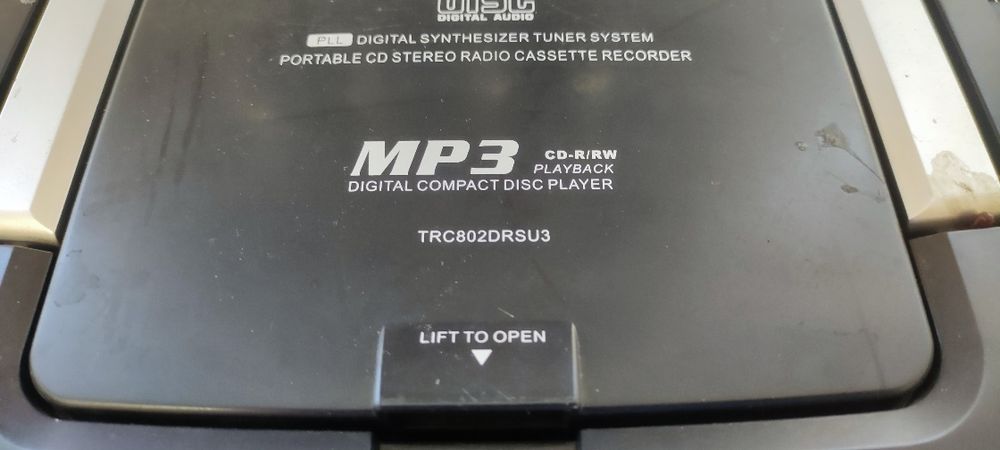 DISC
DIGITAL AUDIO
PLL DIGITAL SYNTHESIZER TUNER SYSTEM
PORTABLE CD STEREO RADIO CASSETTE RECORDER
MP3 CD-R/RW
PLAYBACK
DIGITAL COMPACT DISC PLAYER
TRC802DRSU3
LIFT TO OPEN